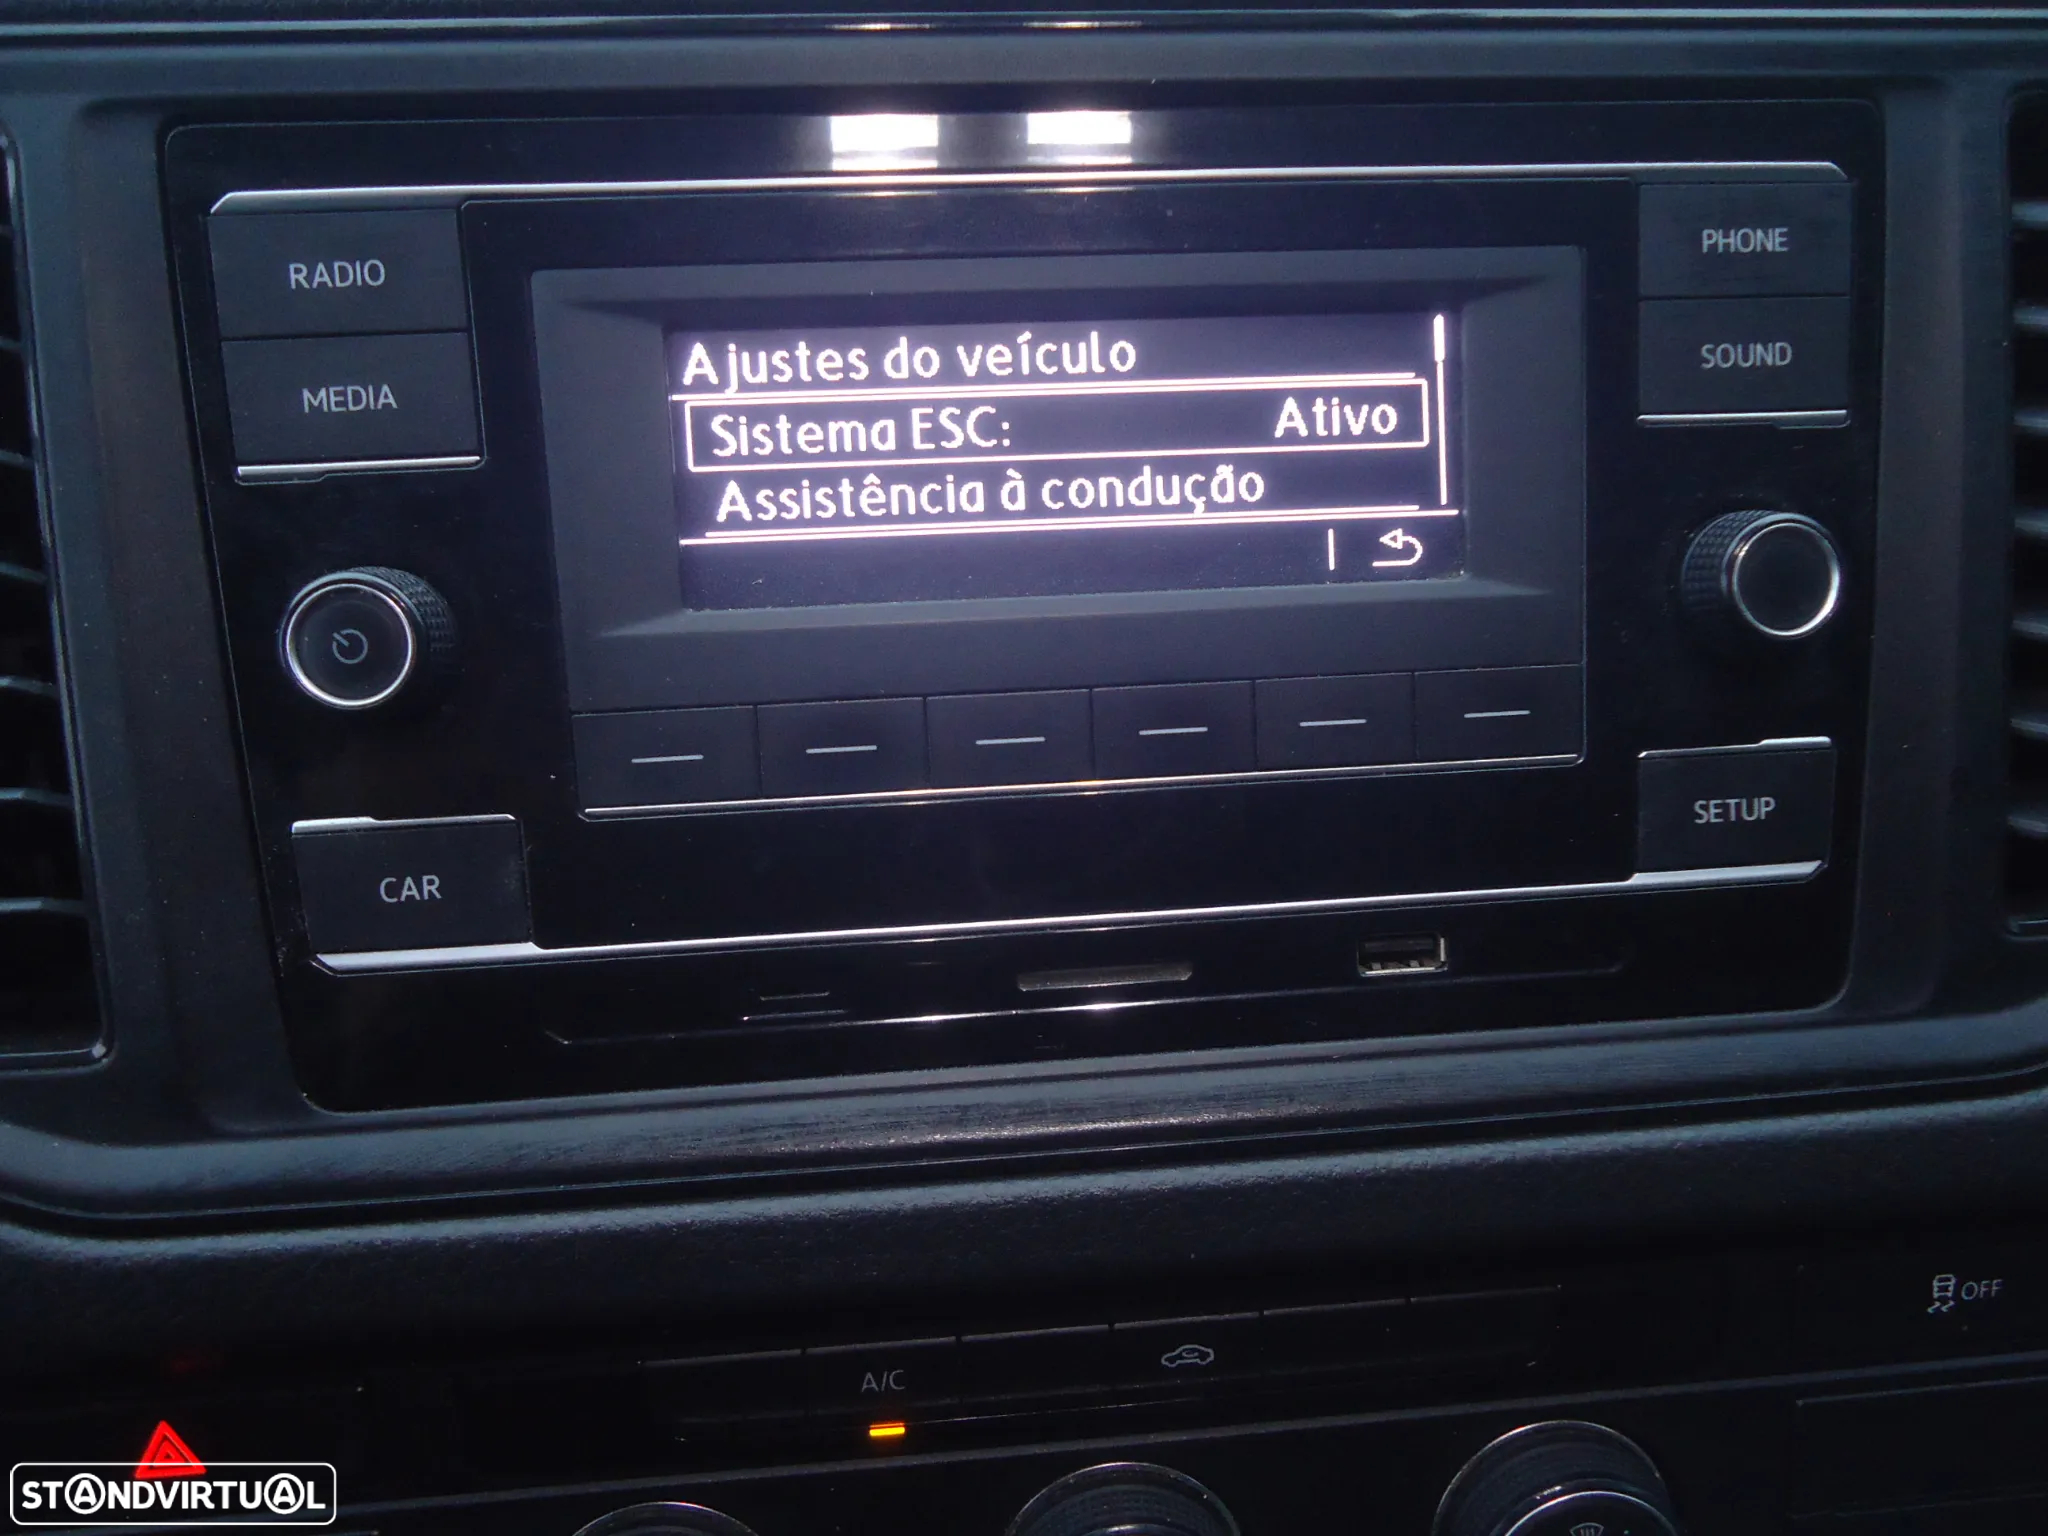 RADIO
MEDIA
PHONE
SOUND
Ajustes do veículo
Sistema ESC: Ativo
Assistência à condução
CAR
SETUP
OFF
A/C
STANDVIRTUAL